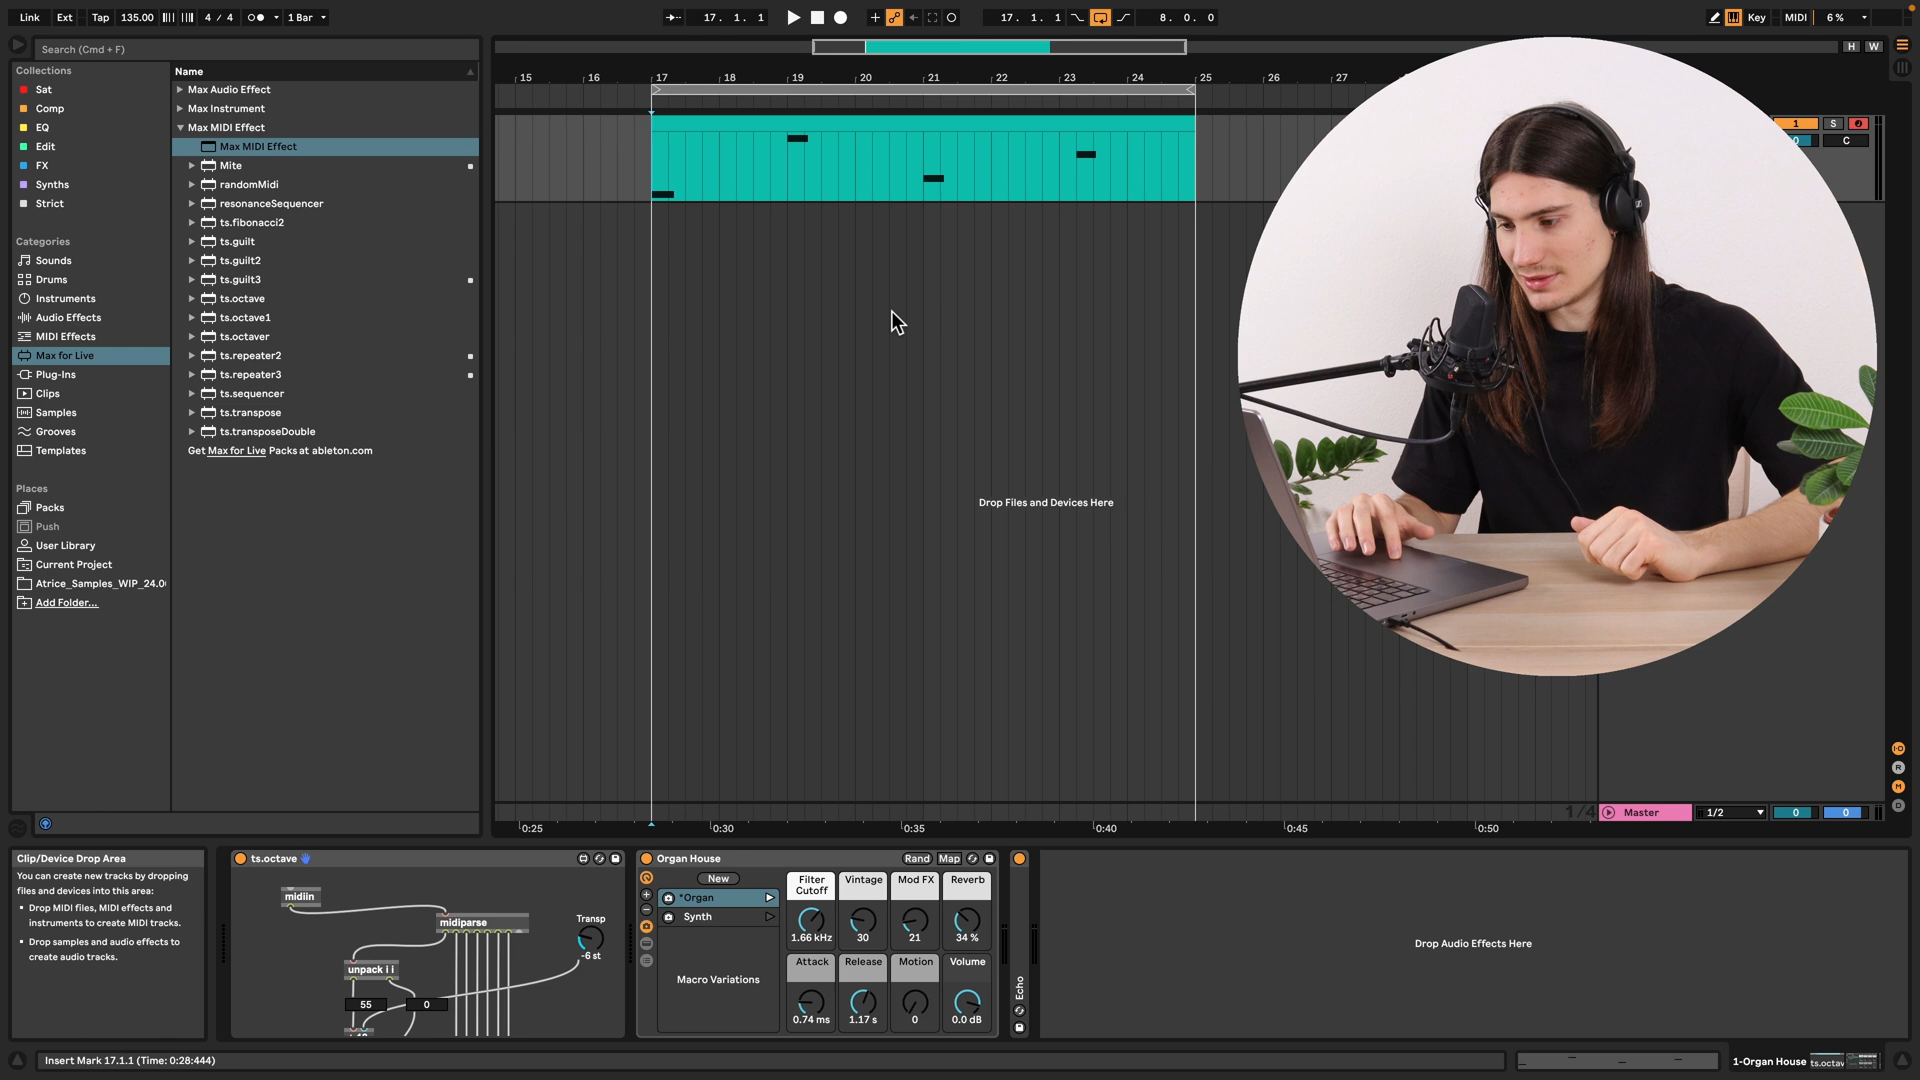 Link Ext Tap 135.00 4 / 4 1 Bar
17. 1. 1
17. 1. 1 8. 0. 0
Key MIDI 6 %
Search (Cmd + F)
H W
Collections
Sat
Comp
EQ
Edit
FX
Synths
Strict
Categories
Sounds
Drums
Instruments
Audio Effects
MIDI Effects
Max for Live
Plug-Ins
Clips
Samples
Grooves
Templates
Places
Packs
Push
User Library
Current Project
Atrice_Samples_WIP_24.0
Add Folder...
Name
Max Audio Effect
Max Instrument
Max MIDI Effect
Max MIDI Effect
Mite
randomMidi
resonanceSequencer
ts.fibonacci2
ts.guilt
ts.guilt2
ts.guilt3
ts.octave
ts.octave1
ts.octaver
ts.repeater2
ts.repeater3
ts.sequencer
ts.transpose
ts.transposeDouble
Get Max for Live Packs at ableton.com
15 16 17 18 19 20 21 22 23 24 25 26 27
1 S
C
Drop Files and Devices Here
I·O
R
M
D
1/4
Master 1/2 0 0
0:25 0:30 0:35 0:40 0:45 0:50
Clip/Device Drop Area
You can create new tracks by dropping
files and devices into this area:
Drop MIDI files, MIDI effects and
instruments to create MIDI tracks.
Drop samples and audio effects to
create audio tracks.
ts.octave
midiin
midiparse
Transp
-6 st
unpack i i
55 0
Organ House Rand Map
New
*Organ
Synth
Macro Variations
Filter
Cutoff
Vintage Mod FX Reverb
1.66 kHz 30 21 34 %
Attack Release Motion Volume
0.74 ms 1.17 s 0 0.0 dB
Echo
Drop Audio Effects Here
Insert Mark 17.1.1 (Time: 0:28:444)
1-Organ House ts.octav